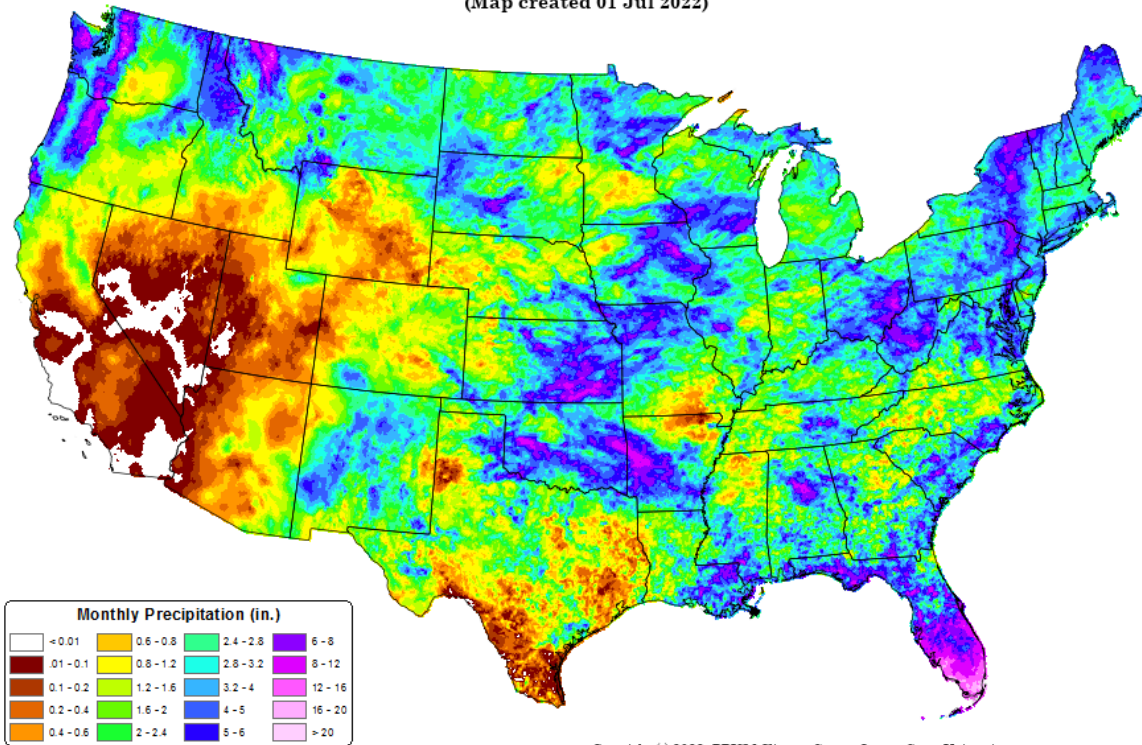 (Map created 01 Jul 2022)
Monthly Precipitation (in.)
< 0.01 0.6 - 0.8 2.4 - 2.8 6 - 8
.01 - 0.1 0.8 - 1.2 2.8 - 3.2 8 - 12
0.1 - 0.2 1.2 - 1.6 3.2 - 4 12 - 16
0.2 - 0.4 1.6 - 2 4 - 5 16 - 20
0.4 - 0.6 2 - 2.4 5 - 6 > 20